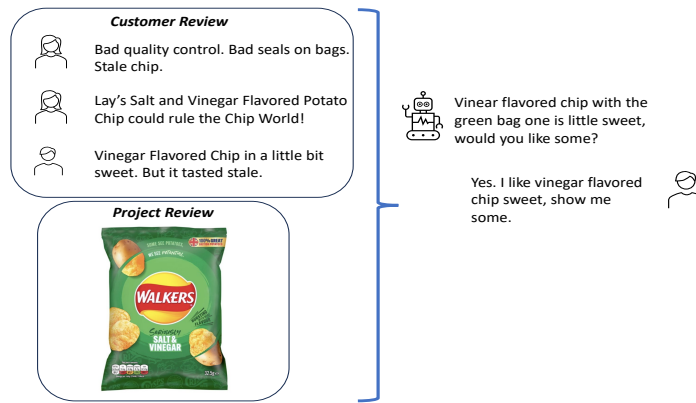 Customer Review
Bad quality control. Bad seals on bags.
Stale chip.
Lay's Salt and Vinegar Flavored Potato
Chip could rule the Chip World!
Vinegar Flavored Chip in a little bit
sweet. But it tasted stale.
Project Review
WALKERS
SALT &
VINEGAR
Vinear flavored chip with the
green bag one is little sweet,
would you like some?
Yes. I like vinegar flavored
chip sweet, show me
some.